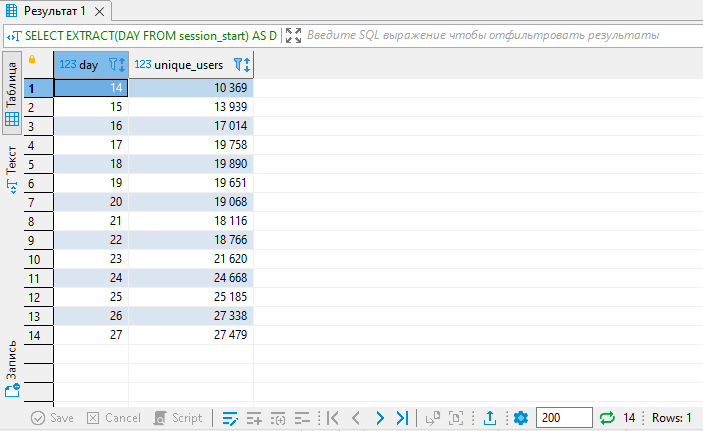 Результат 1
SELECT EXTRACT(DAY FROM session_start) AS D
Введите SQL выражение чтобы отфильтровать результаты
Таблица
Текст
Запись
123 day 123 unique_users
1 14 10 369
2 15 13 939
3 16 17 014
4 17 19 758
5 18 19 890
6 19 19 651
7 20 19 068
8 21 18 116
9 22 18 766
10 23 21 620
11 24 24 668
12 25 25 185
13 26 27 338
14 27 27 479
Save Cancel Script 200 14 Rows: 1